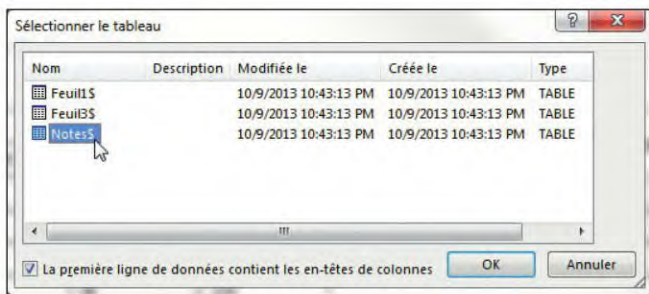 Sélectionner le tableau
Nom Description Modifiée le Créée le Type
Feuil1$ 10/9/2013 10:43:13 PM 10/9/2013 10:43:13 PM TABLE
Feuil3$ 10/9/2013 10:43:13 PM 10/9/2013 10:43:13 PM TABLE
Notes$ 10/9/2013 10:43:13 PM 10/9/2013 10:43:13 PM TABLE
La première ligne de données contient les en-têtes de colonnes OK Annuler